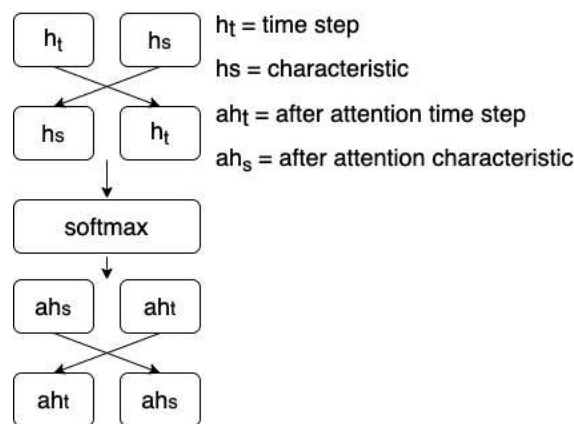 ht hs
hs ht
softmax
ahs aht
aht ahs
ht = time step
hs = characteristic
aht = after attention time step
ahs = after attention characteristic